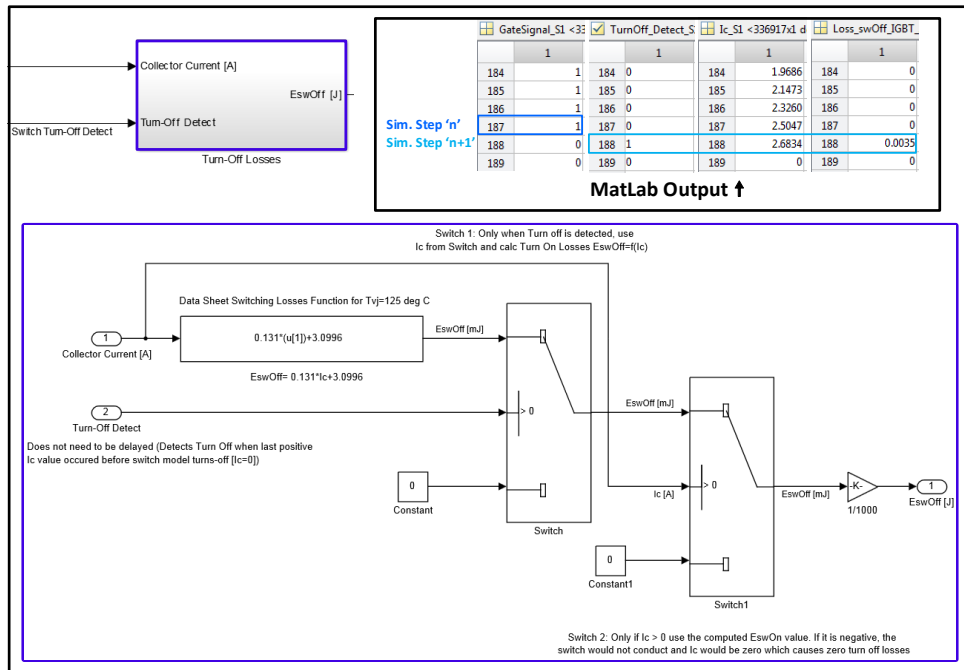 Collector Current [A]
EswOff [J]
Switch Turn-Off Detect
Turn-Off Detect
Turn-Off Losses
GateSignal_S1 <33 TurnOff_Detect_S: Ic_S1 <336917x1 d Loss_swOff_IGBT_
1 1 1 1
184 1 184 0 184 1.9686 184 0
185 1 185 0 185 2.1473 185 0
186 1 186 0 186 2.3260 186 0
Sim. Step 'n' 187 1 187 0 187 2.5047 187 0
Sim. Step 'n+1' 188 0 188 1 188 2.6834 188 0.0035
189 0 189 0 189 0 189 0
MatLab Output ↑
Switch 1: Only when Turn off is detected, use
Ic from Switch and calc Turn On Losses EswOff=f(Ic)
Data Sheet Switching Losses Function for Tvj=125 deg C
1
Collector Current [A]
0.131*(u[1])+3.0996
EswOff [mJ]
EswOff= 0.131*Ic+3.0996
2
Turn-Off Detect
> 0
Does not need to be delayed (Detects Turn Off when last positive
Ic value occured before switch model turns-off [Ic=0])
0
Constant
Switch
EswOff [mJ]
Ic [A]
> 0
EswOff [mJ]
-K-
1/1000
1
EswOff [J]
0
Constant1
Switch1
Switch 2: Only if Ic > 0 use the computed EswOn value. If it is negative, the
switch would not conduct and Ic would be zero which causes zero turn off losses